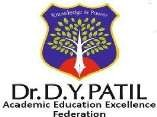 Knowledge is Power
Dr. D.Y. PATIL
Academic Education Excellence
Federation